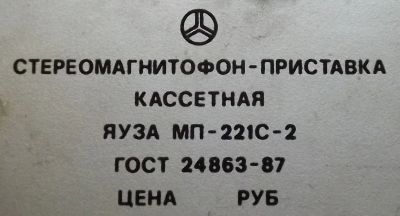 СТЕРЕОМАГНИТОФОН-ПРИСТАВКА
КАССЕТНАЯ
ЯУЗА МП-221С-2
ГОСТ 24863-87
ЦЕНА РУБ